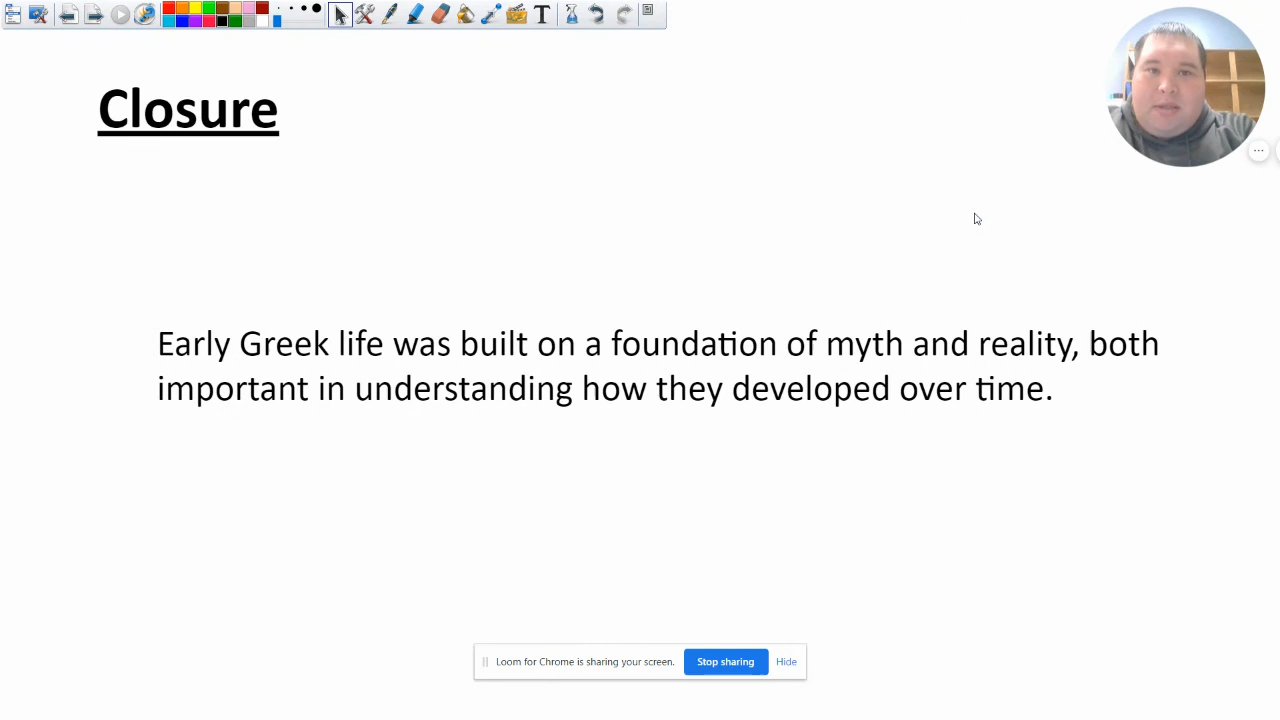 Closure
Early Greek life was built on a foundation of myth and reality, both
important in understanding how they developed over time.
Loom for Chrome is sharing your screen. Stop sharing Hide